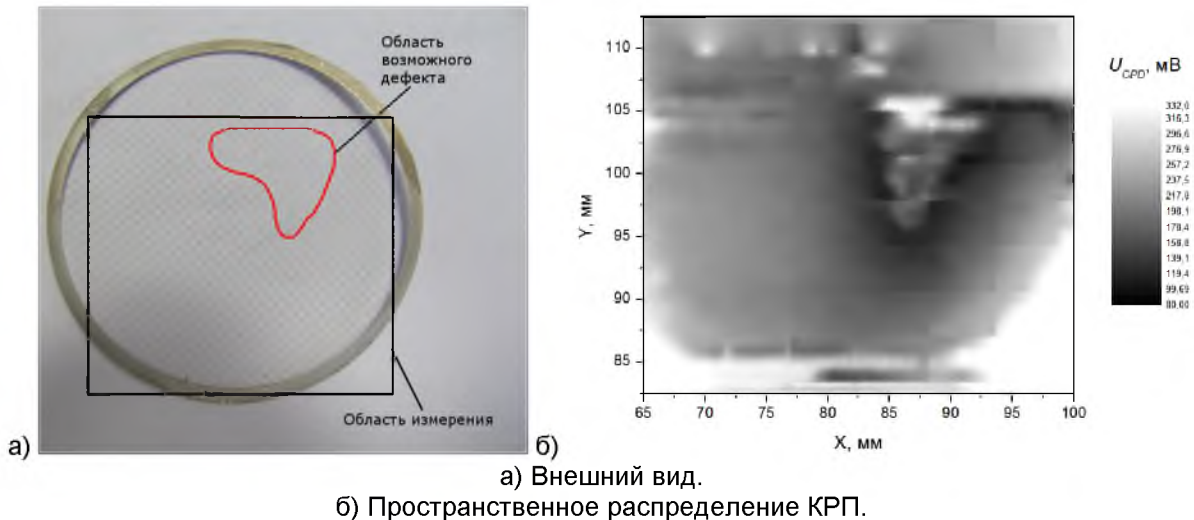 Область
возможного
дефекта
Область измерения
а)
110
105
100
95
90
85
Y, мм
65 70 75 80 85 90 95 100
X, мм
U_CPD, мВ
332,0
316,3
296,6
276,9
257,2
237,5
217,8
198,1
178,4
158,8
139,1
119,4
99,69
80,00
б)
а) Внешний вид.
б) Пространственное распределение КРП.